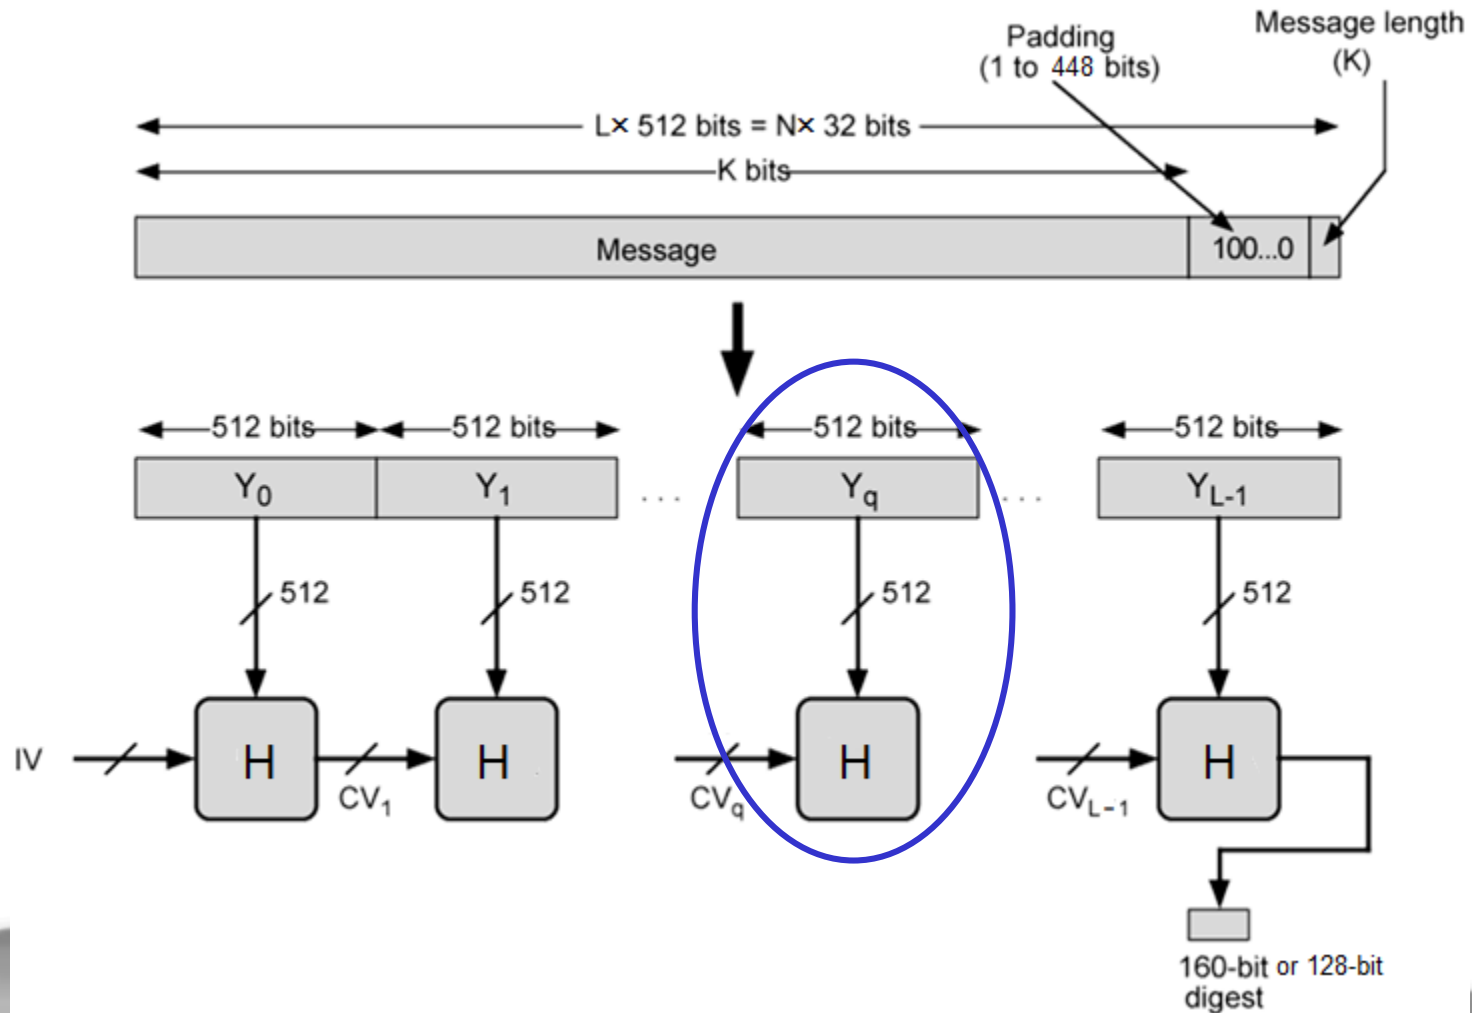 Padding
(1 to 448 bits)
Message length
(K)
L× 512 bits = N× 32 bits
K bits
Message
100...0
512 bits
512 bits
512 bits
512 bits
Y0
Y1
...
Yq
...
YL-1
512
512
512
512
IV
H
CV1
H
CVq
H
CVL-1
H
160-bit or 128-bit
digest